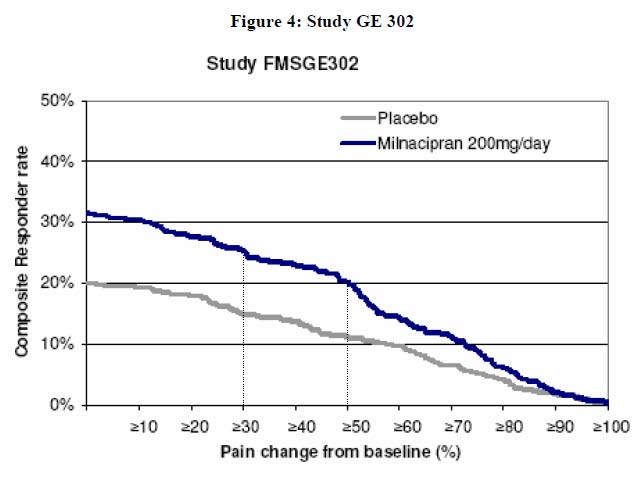 Figure 4: Study GE 302
Study FMSGE302
50%
40%
30%
20%
10%
0%
Composite Responder rate
Placebo
Milnacipran 200mg/day
≥10 ≥20 ≥30 ≥40 ≥50 ≥60 ≥70 ≥80 ≥90 ≥100
Pain change from baseline (%)